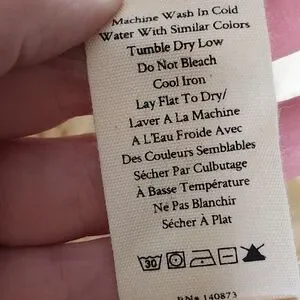 Machine Wash In Cold
Water With Similar Colors
Tumble Dry Low
Do Not Bleach
Cool Iron
Lay Flat To Dry/
Laver A La Machine
A L'Eau Froide Avec
Des Couleurs Semblables
Sécher Par Culbutage
À Basse Température
Ne Pas Blanchir
Sécher À Plat
30
140873